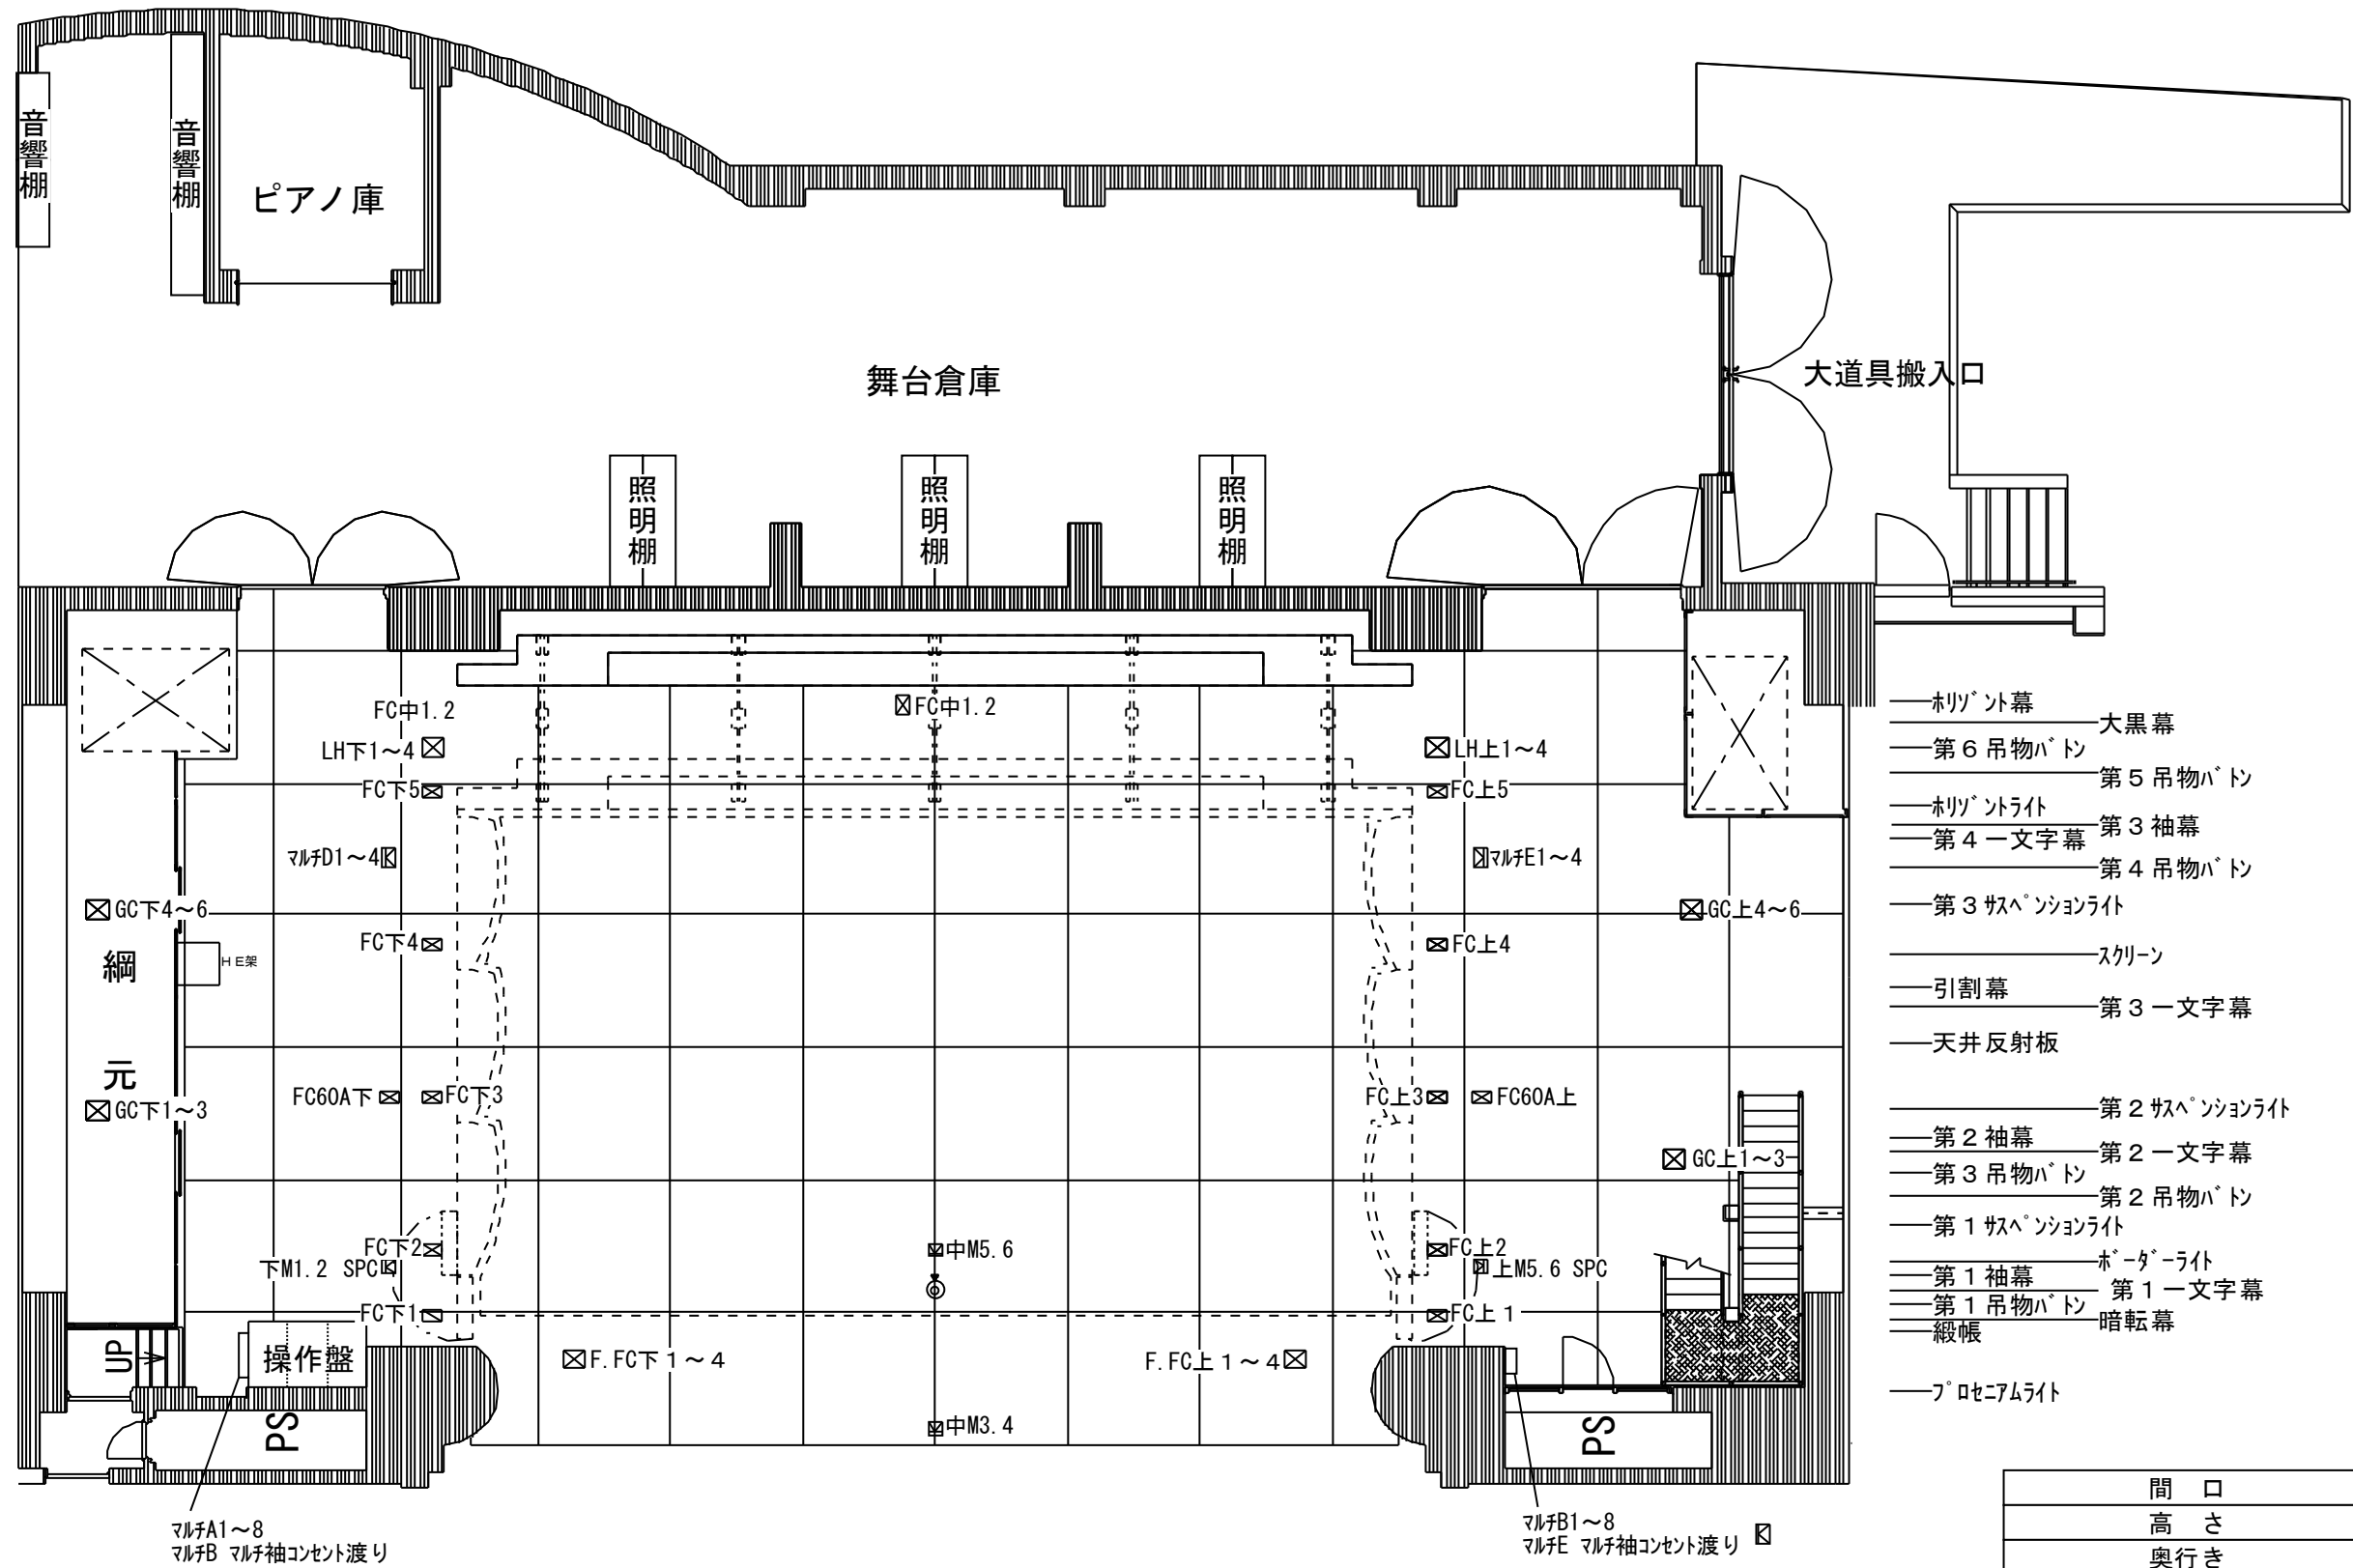 音響棚
音響棚
ピアノ庫
舞台倉庫
大道具搬入口
照明棚
照明棚
照明棚
FC中1.2
FC中1.2
LH下1～4
LH上1～4
FC下5
FC上5
マルチD1～4
マルチE1～4
GC下4～6
GC上4～6
FC下4
FC上4
HE架
綱元
FC60A下
FC下3
FC上3
FC60A上
GC下1～3
GC上1～3
FC下2
中M5.6
FC上2
下M1.2 SPC
上M5.6 SPC
FC下1
FC上1
UP
操作盤
F.FC下1～4
F.FC上1～4
中M3.4
PS
PS
マルチA1～8
マルチB マルチ袖コンセント渡り
マルチB1～8
マルチE マルチ袖コンセント渡り
ホリゾント幕
大黒幕
第6吊物バトン
第5吊物バトン
ホリゾントライト
第3袖幕
第4一文字幕
第4吊物バトン
第3サスペンションライト
スクリーン
引割幕
第3一文字幕
天井反射板
第2サスペンションライト
第2袖幕
第2一文字幕
第3吊物バトン
第2吊物バトン
第1サスペンションライト
ボーダーライト
第1袖幕
第1一文字幕
第1吊物バトン
暗転幕
緞帳
プロセニアムライト
間 口
高 さ
奥行き